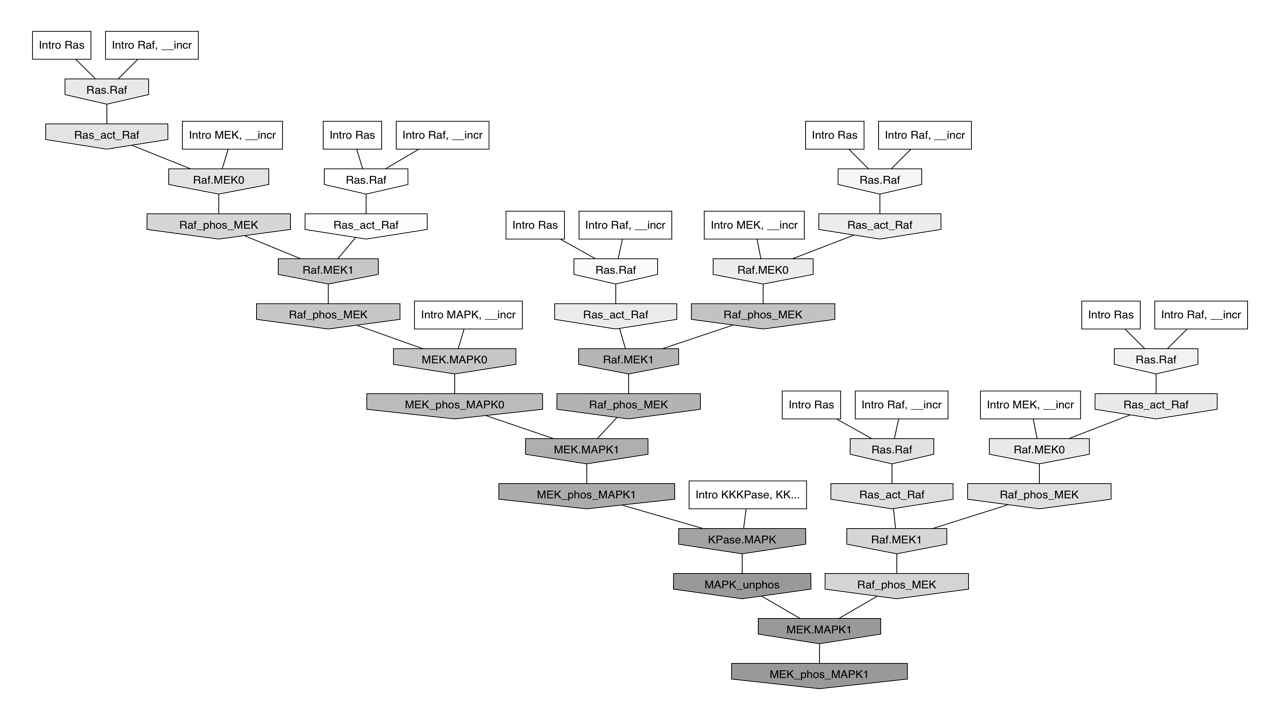 Intro Ras
Intro Raf, __incr
Ras.Raf
Ras_act_Raf
Intro MEK, __incr
Intro Ras
Intro Raf, __incr
Intro Ras
Intro Raf, __incr
Raf.MEK0
Ras.Raf
Ras.Raf
Raf_phos_MEK
Ras_act_Raf
Intro Ras
Intro Raf, __incr
Intro MEK, __incr
Ras_act_Raf
Raf.MEK1
Ras.Raf
Raf.MEK0
Raf_phos_MEK
Intro MAPK, __incr
Ras_act_Raf
Raf_phos_MEK
Intro Ras
Intro Raf, __incr
MEK.MAPK0
Raf.MEK1
Ras.Raf
MEK_phos_MAPK0
Raf_phos_MEK
Intro Ras
Intro Raf, __incr
Intro MEK, __incr
Ras_act_Raf
MEK.MAPK1
Ras.Raf
Raf.MEK0
MEK_phos_MAPK1
Intro KKKPase, KK...
Ras_act_Raf
Raf_phos_MEK
KPase.MAPK
Raf.MEK1
MAPK_unphos
Raf_phos_MEK
MEK.MAPK1
MEK_phos_MAPK1